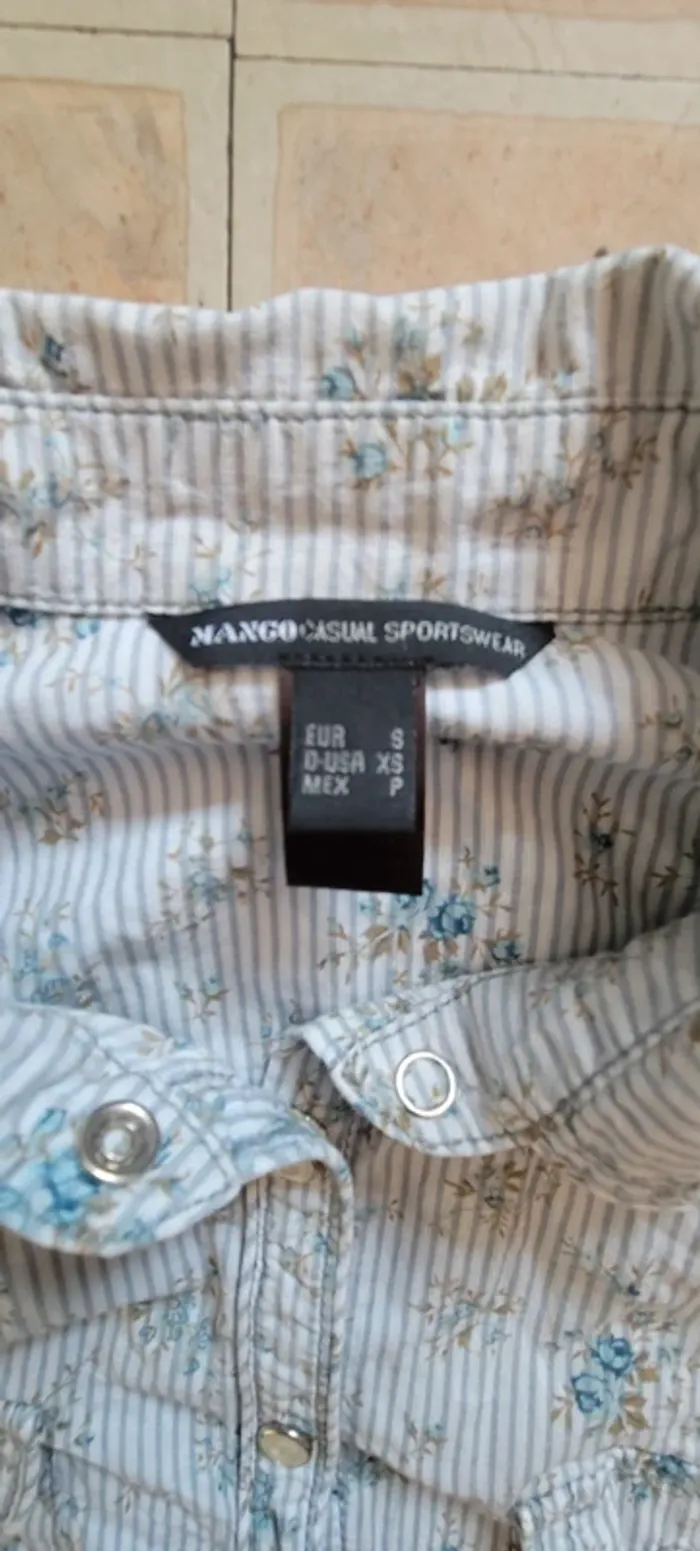 MANGO CASUAL SPORTSWEAR
EUR S
D-USA XS
MEX P